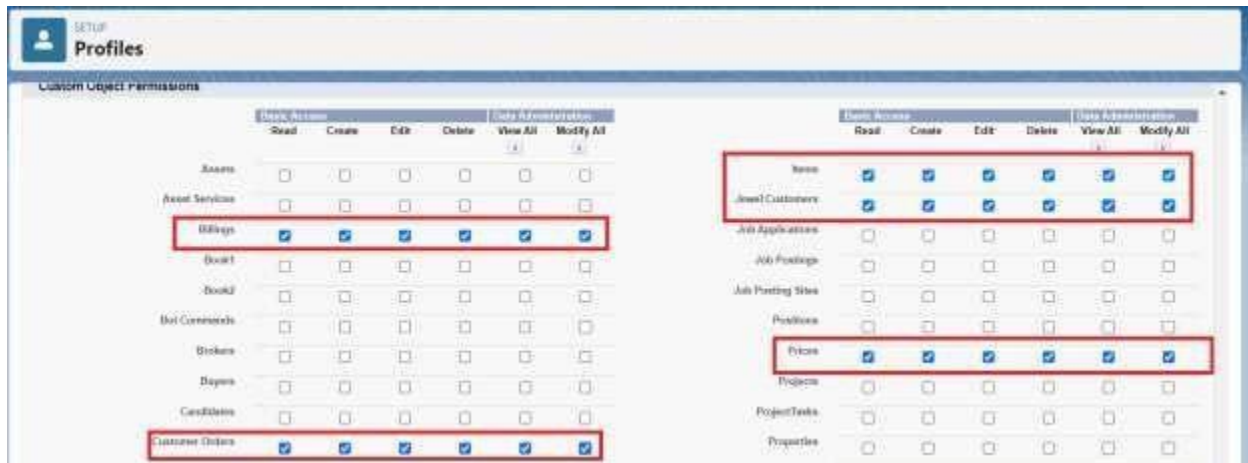 SETUP
Profiles
Custom Object Permissions
Basic Access Data Administration
Read Create Edit Delete View All Modify All
Assets
Asset Services
Billings
Book1
Book2
Bot Commands
Brokers
Buyers
Candidates
Customer Orders
Basic Access Data Administration
Read Create Edit Delete View All Modify All
Items
Jewel Customers
Job Applications
Job Postings
Job Posting Sites
Positions
Prices
Projects
ProjectTasks
Properties